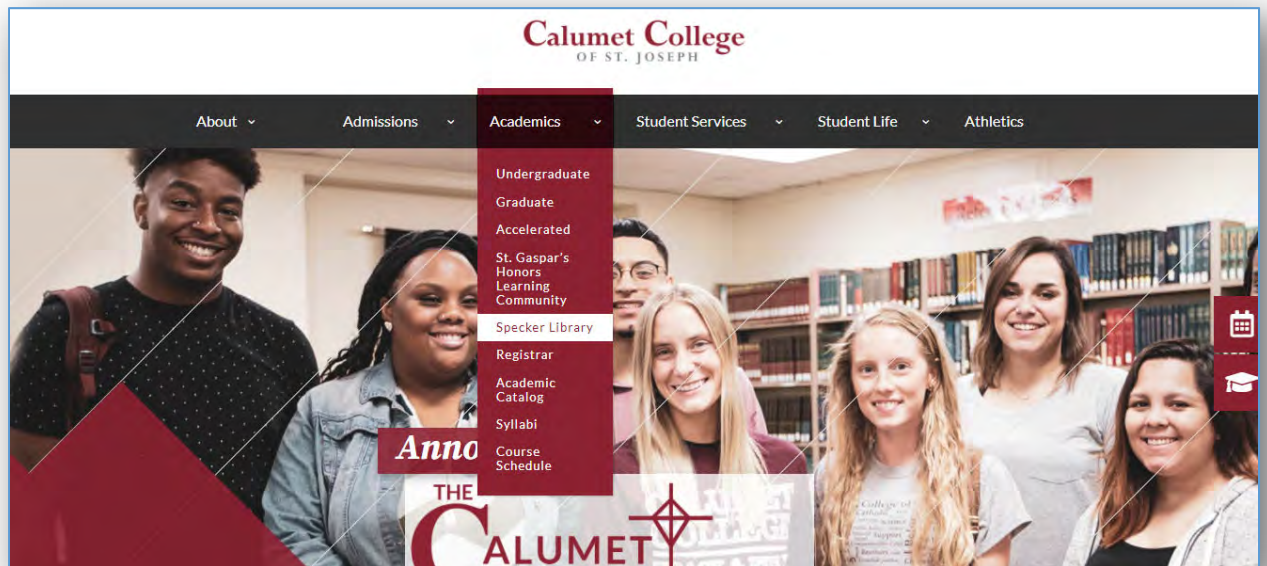 Calumet College
OF ST. JOSEPH
About
Admissions
Academics
Student Services
Student Life
Athletics
Undergraduate
Graduate
Accelerated
St. Gaspar's
Honors
Learning
Community
Specker Library
Registrar
Academic
Catalog
Syllabi
Course
Schedule
Anno
THE
CALUMET